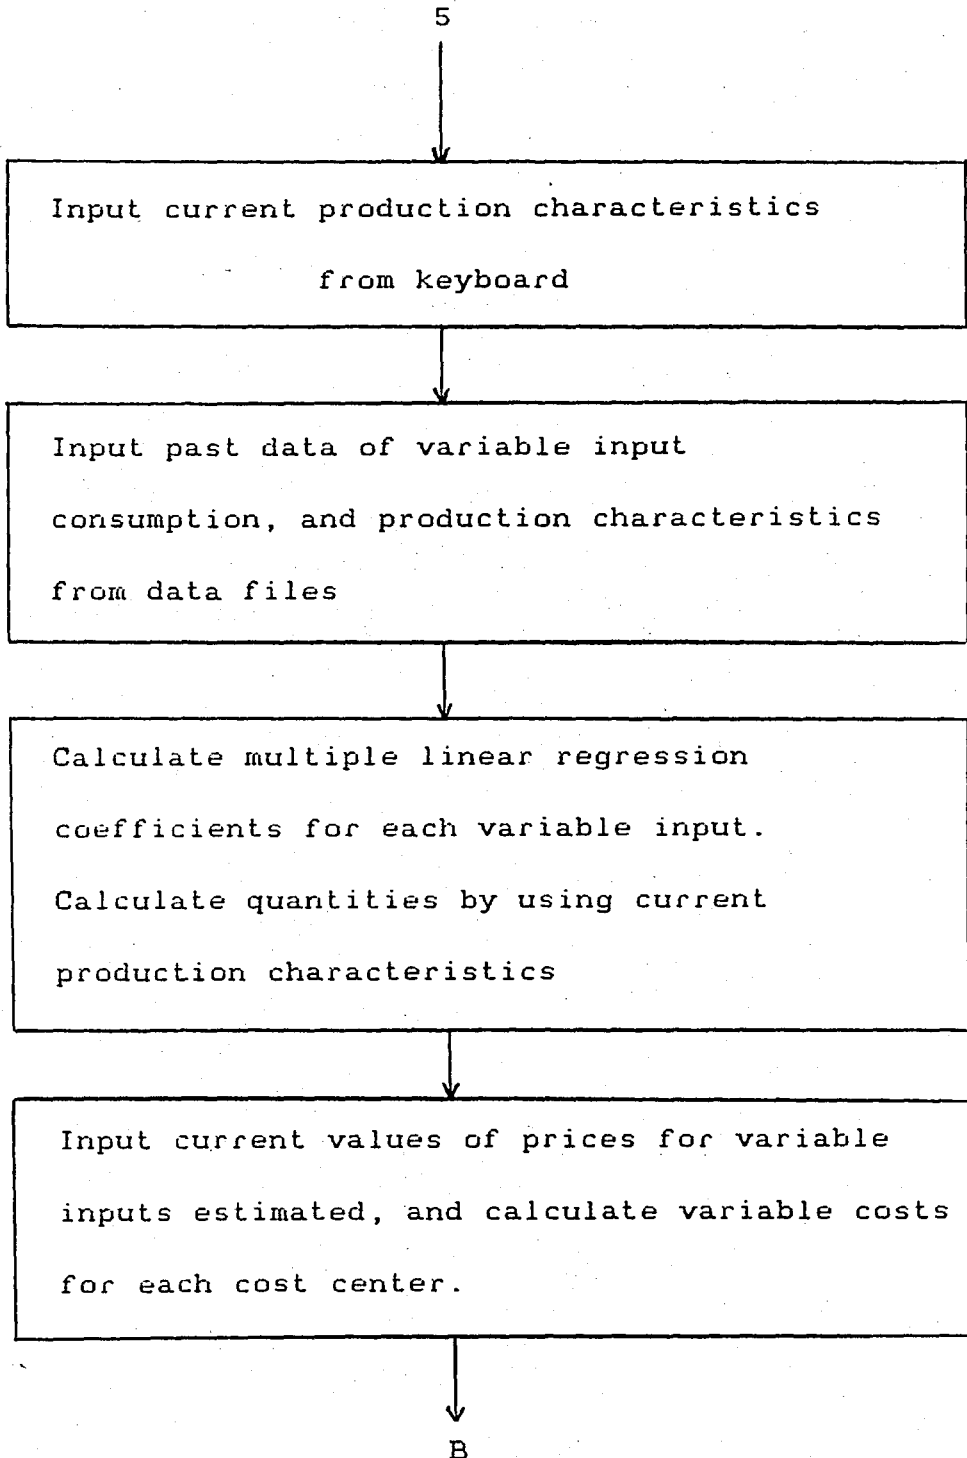 5
Input current production characteristics
from keyboard
Input past data of variable input
consumption, and production characteristics
from data files
Calculate multiple linear regression
coefficients for each variable input.
Calculate quantities by using current
production characteristics
Input current values of prices for variable
inputs estimated, and calculate variable costs
for each cost center.
B